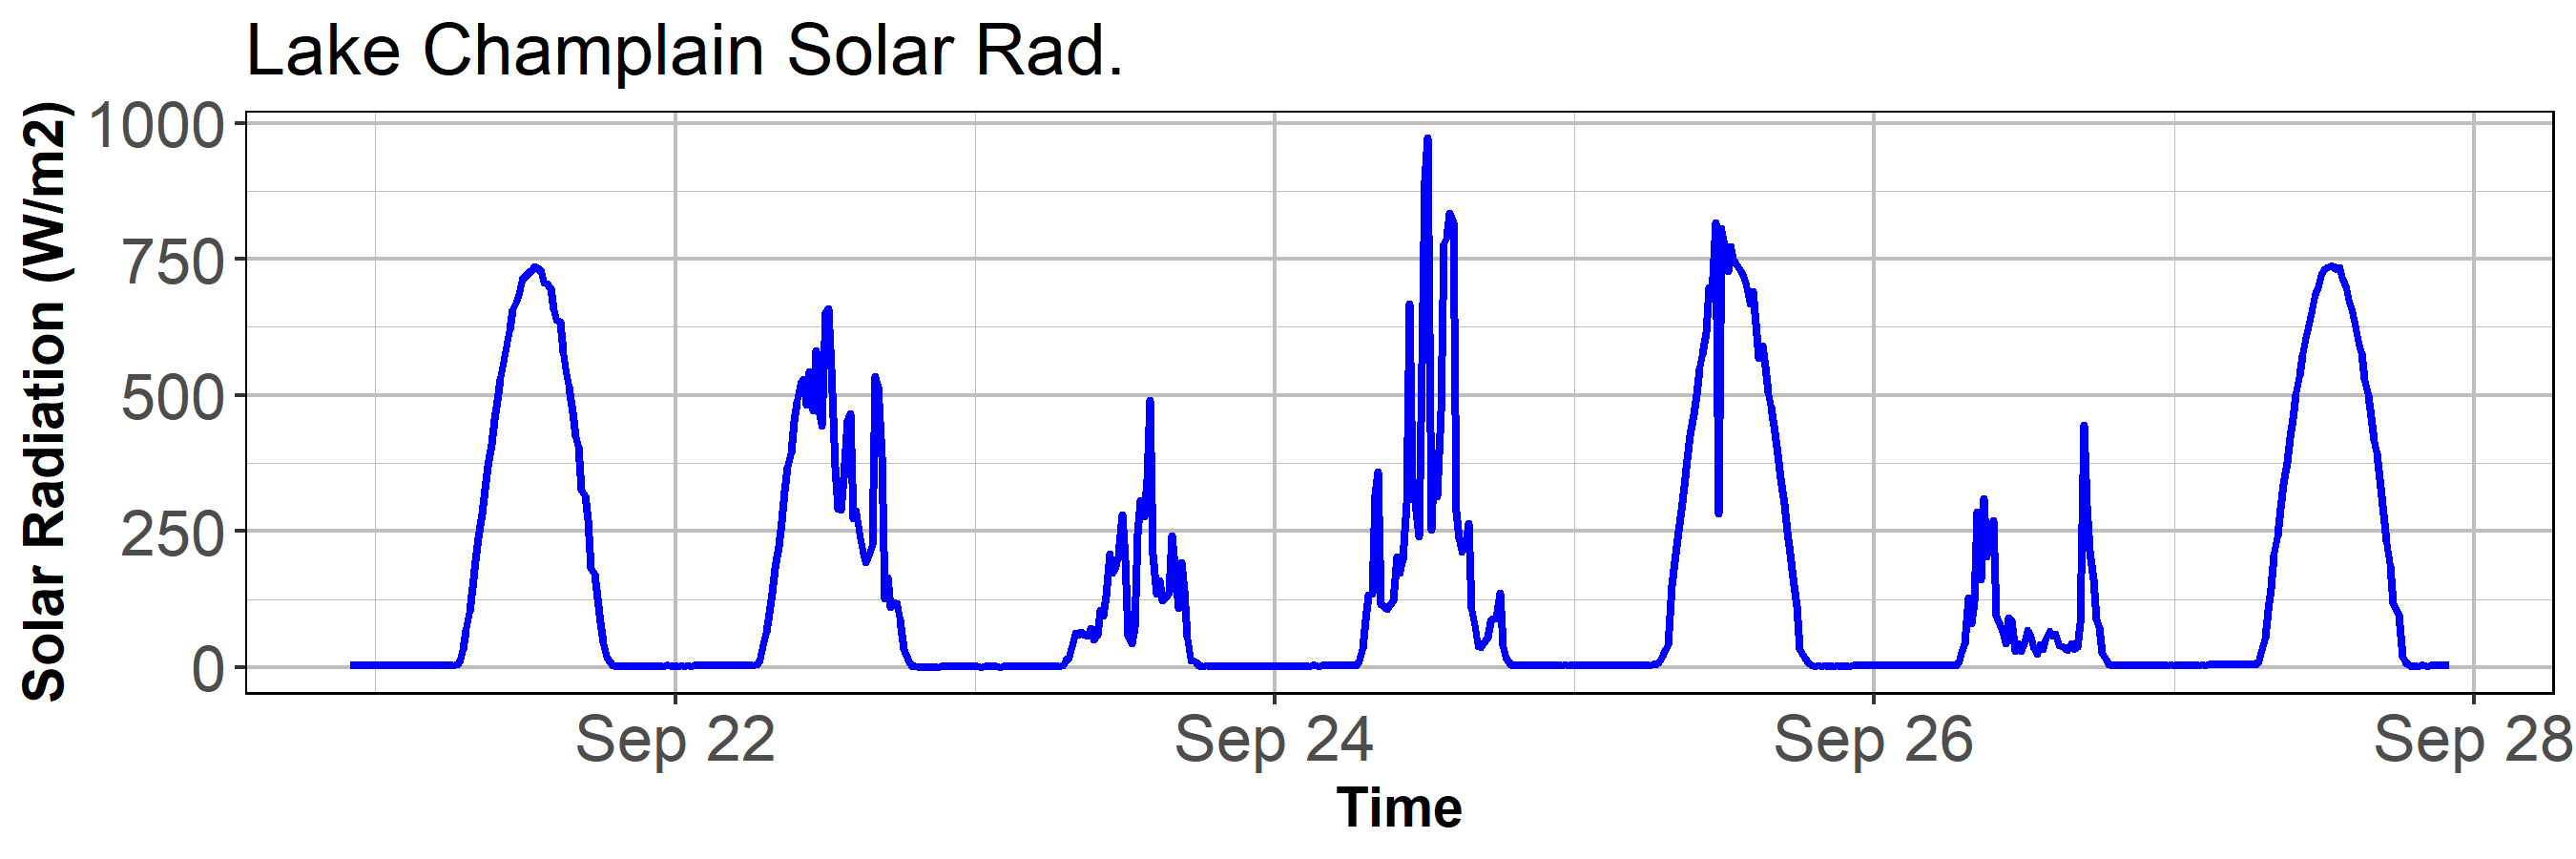 Lake Champlain Solar Rad.
Solar Radiation (W/m2)
1000
750
500
250
0
Sep 22 Sep 24 Sep 26 Sep 28
Time